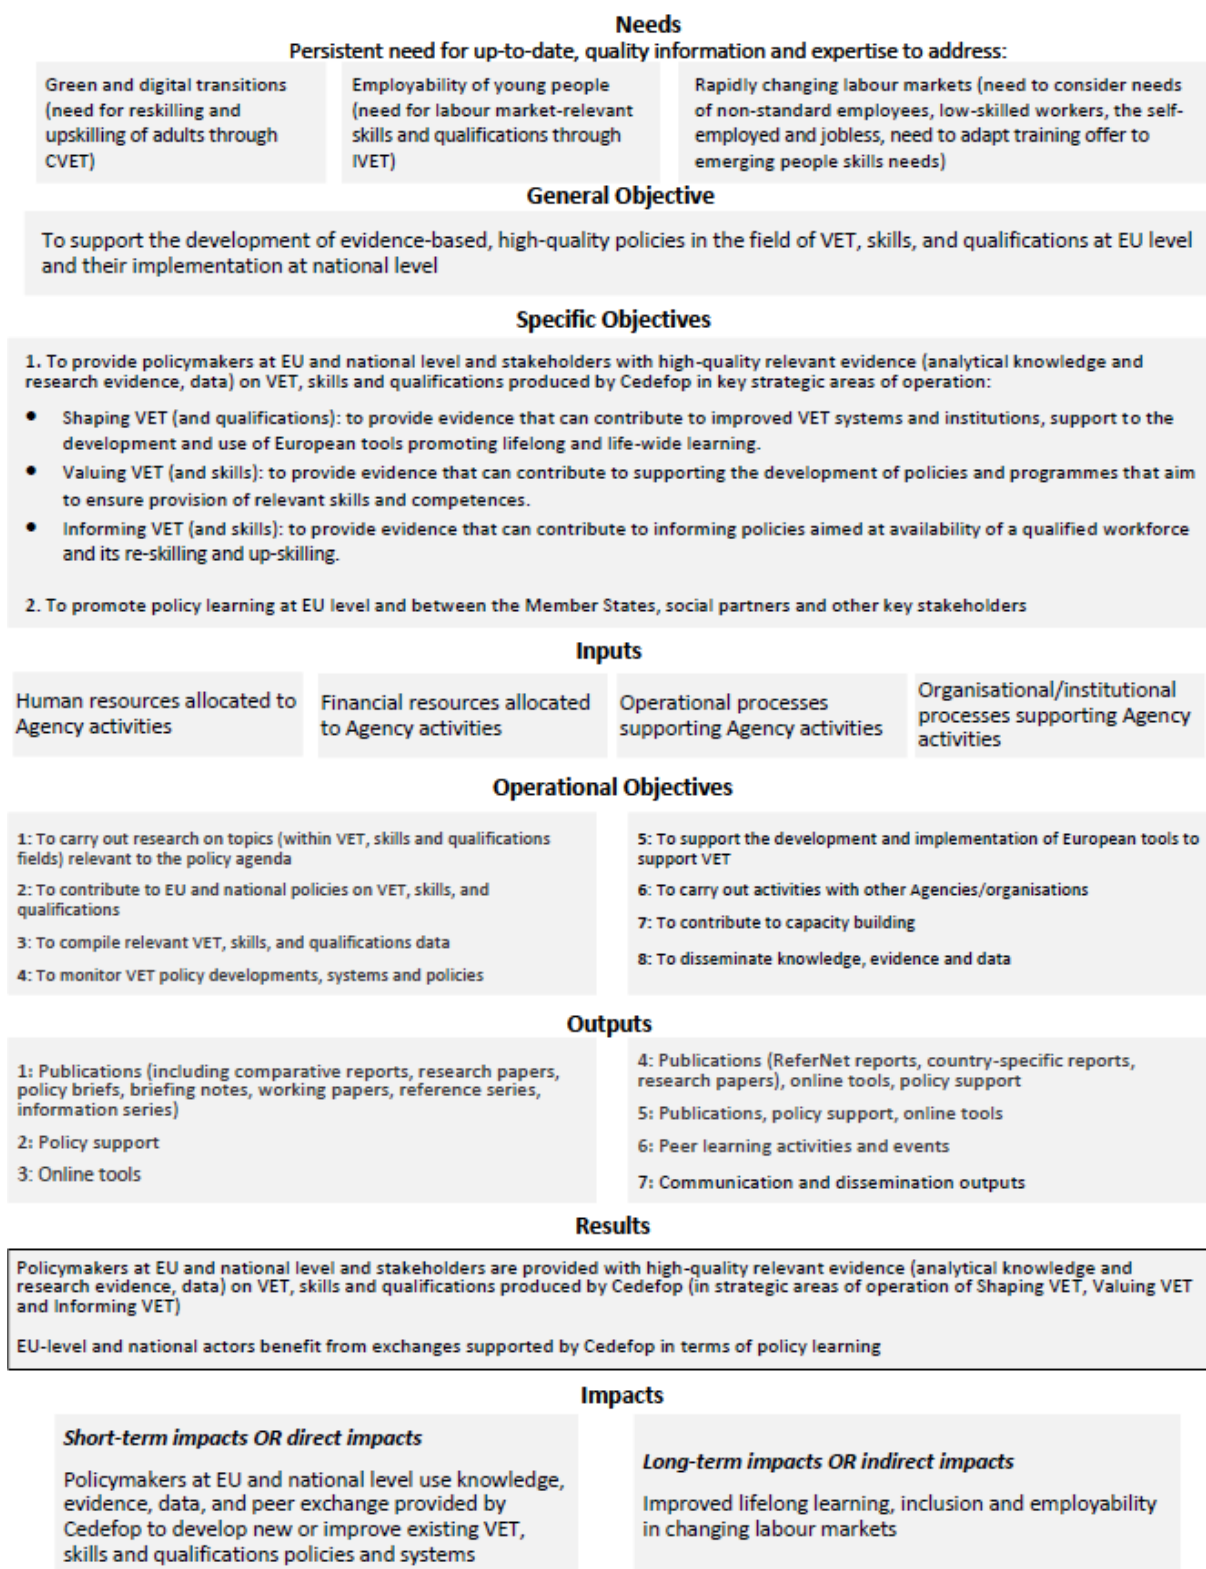 Needs
Persistent need for up-to-date, quality information and expertise to address:
Green and digital transitions
(need for reskilling and
upskilling of adults through
CVET)
Employability of young people
(need for labour market-relevant
skills and qualifications through
IVET)
Rapidly changing labour markets (need to consider needs
of non-standard employees, low-skilled workers, the self-
employed and jobless, need to adapt training offer to
emerging people skills needs)
General Objective
To support the development of evidence-based, high-quality policies in the field of VET, skills, and qualifications at EU level
and their implementation at national level
Specific Objectives
1. To provide policymakers at EU and national level and stakeholders with high-quality relevant evidence (analytical knowledge and
research evidence, data) on VET, skills and qualifications produced by Cedefop in key strategic areas of operation:
• Shaping VET (and qualifications): to provide evidence that can contribute to improved VET systems and institutions, support to the
development and use of European tools promoting lifelong and life-wide learning.
• Valuing VET (and skills): to provide evidence that can contribute to supporting the development of policies and programmes that aim
to ensure provision of relevant skills and competences.
• Informing VET (and skills): to provide evidence that can contribute to informing policies aimed at availability of a qualified workforce
and its re-skilling and up-skilling.
2. To promote policy learning at EU level and between the Member States, social partners and other key stakeholders
Inputs
Human resources allocated to
Agency activities
Financial resources allocated
to Agency activities
Operational processes
supporting Agency activities
Organisational/institutional
processes supporting Agency
activities
Operational Objectives
1: To carry out research on topics (within VET, skills and qualifications
fields) relevant to the policy agenda
2: To contribute to EU and national policies on VET, skills, and
qualifications
3: To compile relevant VET, skills, and qualifications data
4: To monitor VET policy developments, systems and policies
5: To support the development and implementation of European tools to
support VET
6: To carry out activities with other Agencies/organisations
7: To contribute to capacity building
8: To disseminate knowledge, evidence and data
Outputs
1: Publications (including comparative reports, research papers,
policy briefs, briefing notes, working papers, reference series,
information series)
2: Policy support
3: Online tools
4: Publications (ReferNet reports, country-specific reports,
research papers), online tools, policy support
5: Publications, policy support, online tools
6: Peer learning activities and events
7: Communication and dissemination outputs
Results
Policymakers at EU and national level and stakeholders are provided with high-quality relevant evidence (analytical knowledge and
research evidence, data) on VET, skills and qualifications produced by Cedefop (in strategic areas of operation of Shaping VET, Valuing VET
and Informing VET)
EU-level and national actors benefit from exchanges supported by Cedefop in terms of policy learning
Impacts
Short-term impacts OR direct impacts
Policymakers at EU and national level use knowledge,
evidence, data, and peer exchange provided by
Cedefop to develop new or improve existing VET,
skills and qualifications policies and systems
Long-term impacts OR indirect impacts
Improved lifelong learning, inclusion and employability
in changing labour markets